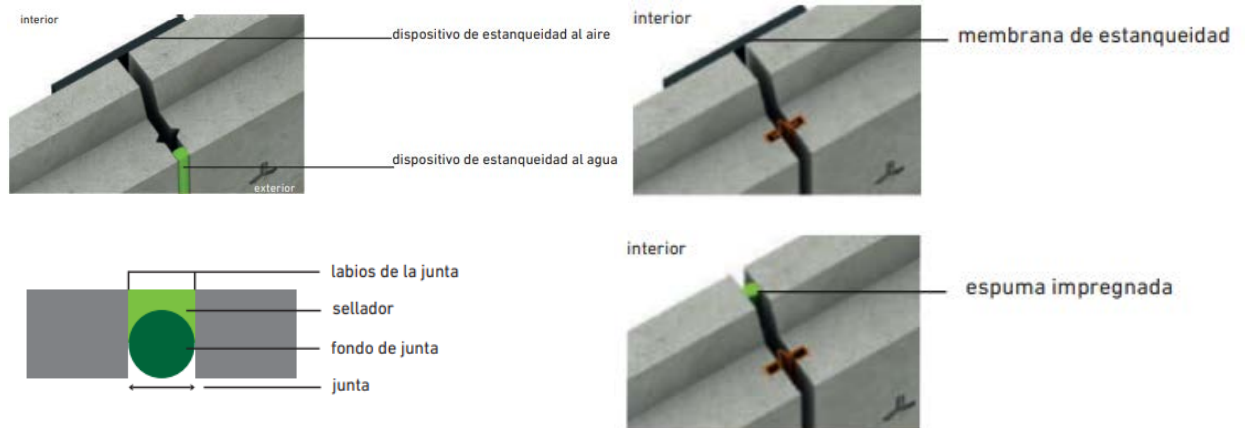 interior
dispositivo de estanqueidad al aire
dispositivo de estanqueidad al agua
exterior
interior
membrana de estanqueidad
labios de la junta
sellador
fondo de junta
junta
interior
espuma impregnada